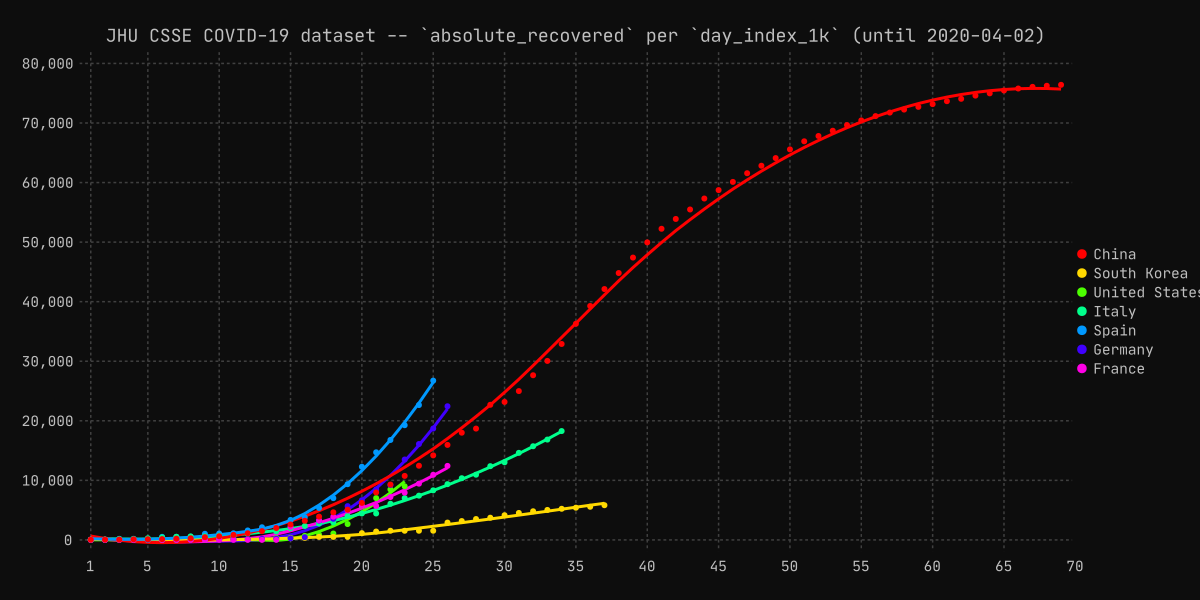 JHU CSSE COVID-19 dataset -- `absolute_recovered` per `day_index_1k` (until 2020-04-02)
80,000
70,000
60,000
50,000
40,000
30,000
20,000
10,000
0
1 5 10 15 20 25 30 35 40 45 50 55 60 65 70
China
South Korea
United States
Italy
Spain
Germany
France